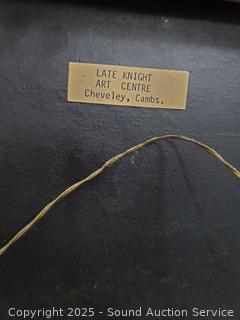 LATE KNIGHT
ART CENTRE
Cheveley, Cambs.
Copyright 2025 - Sound Auction Service